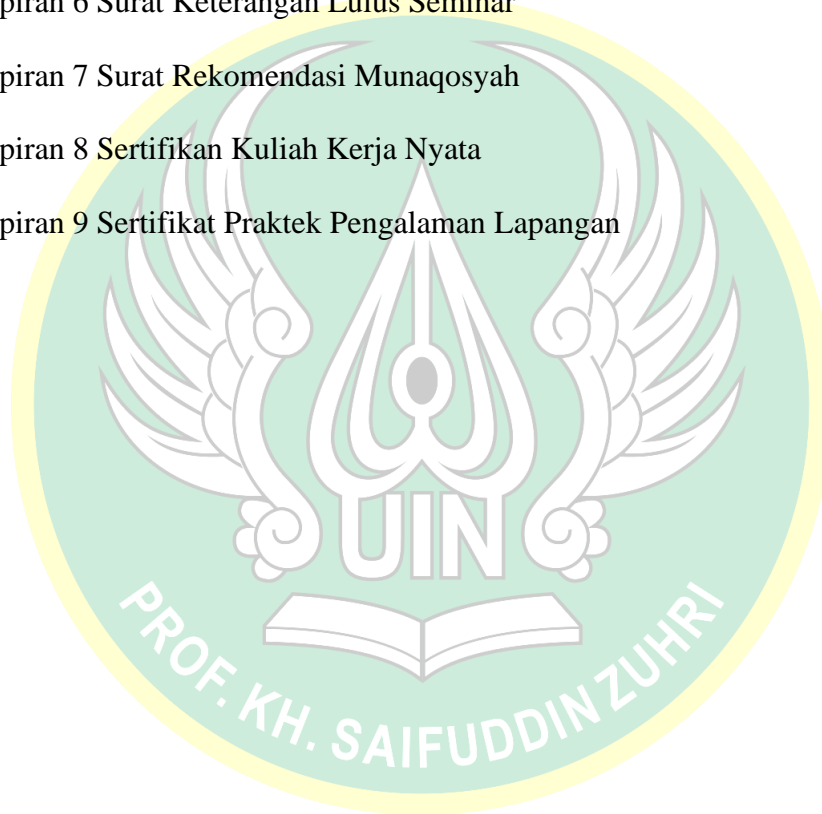 piran 6 Surat Keterangan Lulus Seminar
piran 7 Surat Rekomendasi Munaqosyah
piran 8 Sertifikan Kuliah Kerja Nyata
piran 9 Sertifikat Praktek Pengalaman Lapangan
UIN
PROF. KH. SAIFUDDIN ZUHRI